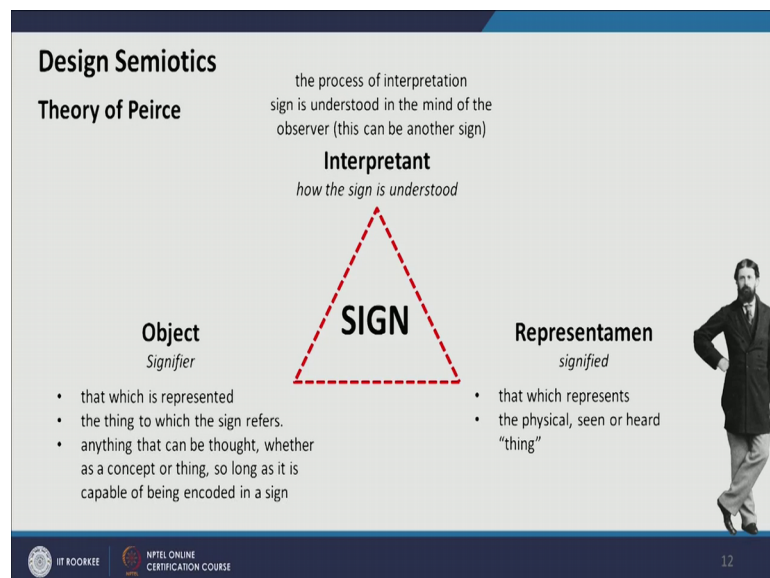 Design Semiotics
Theory of Peirce
the process of interpretation
sign is understood in the mind of the
observer (this can be another sign)
Interpretant
how the sign is understood
SIGN
Object
Signifier
• that which is represented
• the thing to which the sign refers.
• anything that can be thought, whether
as a concept or thing, so long as it is
capable of being encoded in a sign
Representamen
signified
• that which represents
• the physical, seen or heard
"thing"
IIT ROORKEE
NPTEL ONLINE
CERTIFICATION COURSE
12